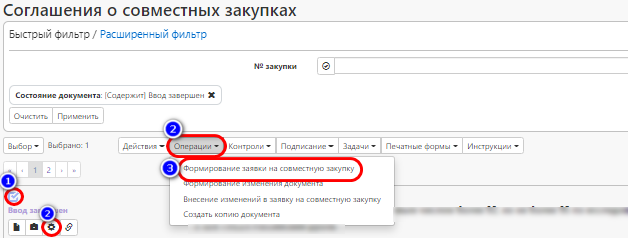 Соглашения о совместных закупках
Быстрый фильтр / Расширенный фильтр
№ закупки
Состояние документа: [Содержит] Ввод завершен ✖
Очистить Применить
2
Выбор Выбрано: 1 Действия Операции Контроли Подписание Задачи Печатные формы Инструкции
3 Формирование заявки на совместную закупку
« ‹ 1 2 › »
Формирование изменения документа
1
Внесение изменений в заявку на совместную закупку
Ввод завершен
2
Создать копию документа